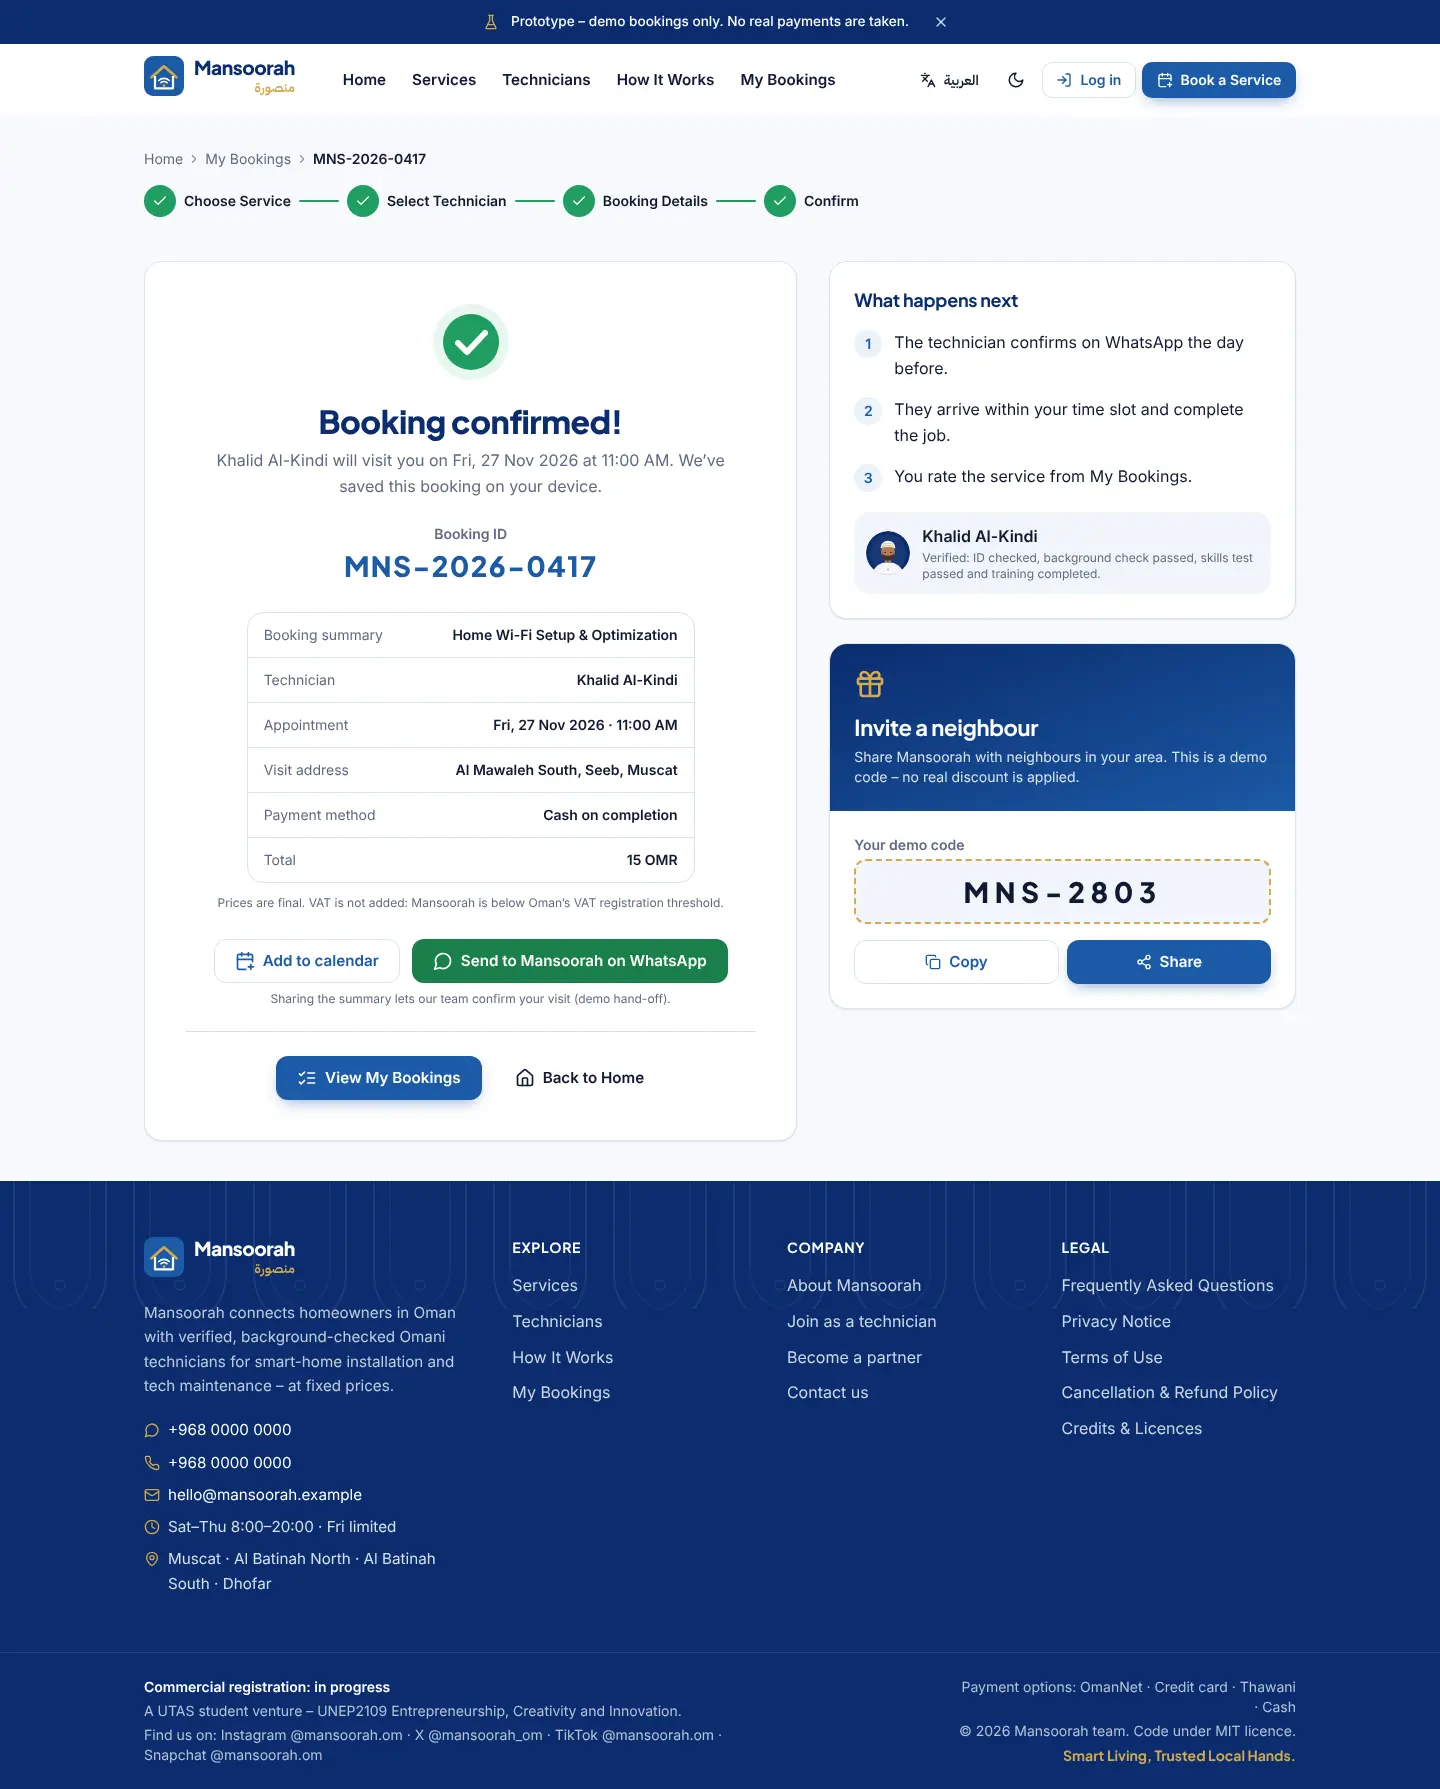 Prototype – demo bookings only. No real payments are taken.
Mansoorah
منصورة
Home
Services
Technicians
How It Works
My Bookings
العربية
Log in
Book a Service
Home
My Bookings
MNS-2026-0417
Choose Service
Select Technician
Booking Details
Confirm
Booking confirmed!
Khalid Al-Kindi will visit you on Fri, 27 Nov 2026 at 11:00 AM. We’ve
saved this booking on your device.
Booking ID
MNS-2026-0417
Booking summary
Home Wi-Fi Setup & Optimization
Technician
Khalid Al-Kindi
Appointment
Fri, 27 Nov 2026 · 11:00 AM
Visit address
Al Mawaleh South, Seeb, Muscat
Payment method
Cash on completion
Total
15 OMR
Prices are final. VAT is not added: Mansoorah is below Oman’s VAT registration threshold.
Add to calendar
Send to Mansoorah on WhatsApp
Sharing the summary lets our team confirm your visit (demo hand-off).
View My Bookings
Back to Home
What happens next
1
The technician confirms on WhatsApp the day
before.
2
They arrive within your time slot and complete
the job.
3
You rate the service from My Bookings.
Khalid Al-Kindi
Verified: ID checked, background check passed, skills test
passed and training completed.
Invite a neighbour
Share Mansoorah with neighbours in your area. This is a demo
code – no real discount is applied.
Your demo code
MNS-2803
Copy
Share
Mansoorah
منصورة
Mansoorah connects homeowners in Oman
with verified, background-checked Omani
technicians for smart-home installation and
tech maintenance – at fixed prices.
+968 0000 0000
+968 0000 0000
hello@mansoorah.example
Sat–Thu 8:00–20:00 · Fri limited
Muscat · Al Batinah North · Al Batinah
South · Dhofar
EXPLORE
Services
Technicians
How It Works
My Bookings
COMPANY
About Mansoorah
Join as a technician
Become a partner
Contact us
LEGAL
Frequently Asked Questions
Privacy Notice
Terms of Use
Cancellation & Refund Policy
Credits & Licences
Commercial registration: in progress
A UTAS student venture – UNEP2109 Entrepreneurship, Creativity and Innovation.
Find us on: Instagram @mansoorah.om · X @mansoorah_om · TikTok @mansoorah.om ·
Snapchat @mansoorah.om
Payment options: OmanNet · Credit card · Thawani
· Cash
© 2026 Mansoorah team. Code under MIT licence.
Smart Living, Trusted Local Hands.